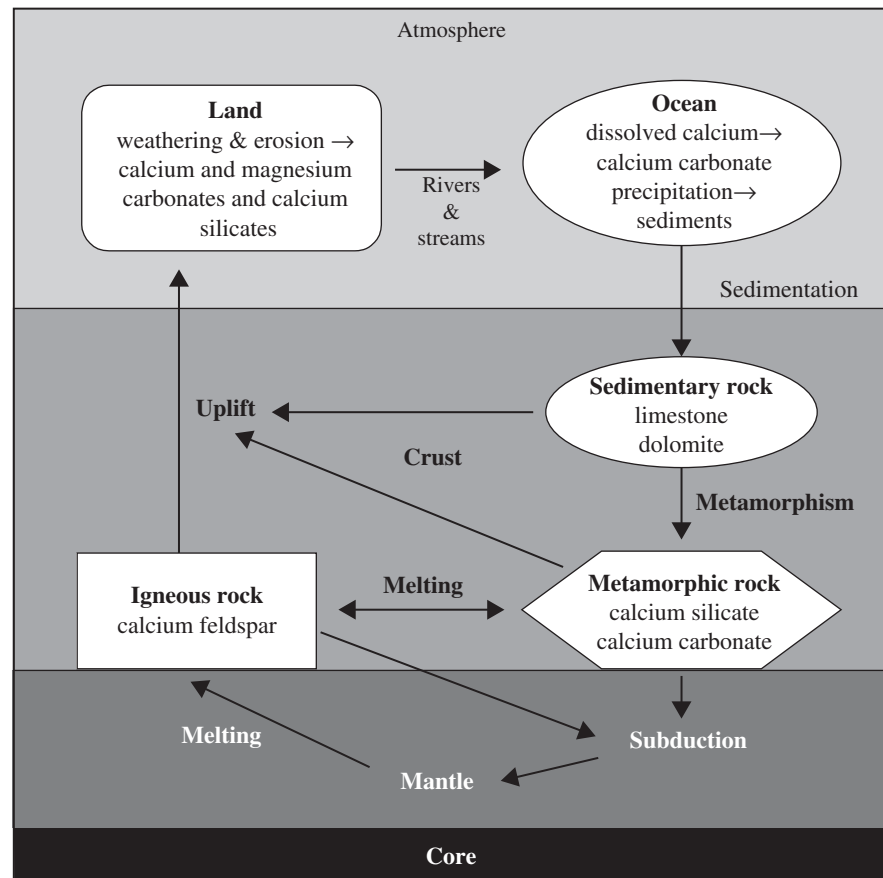 Atmosphere
Land
weathering & erosion →
calcium and magnesium
carbonates and calcium
silicates
Rivers
&
streams
Ocean
dissolved calcium→
calcium carbonate
precipitation→
sediments
Sedimentation
Sedimentary rock
limestone
dolomite
Uplift
Crust
Metamorphism
Igneous rock
calcium feldspar
Melting
Metamorphic rock
calcium silicate
calcium carbonate
Melting
Subduction
Mantle
Core